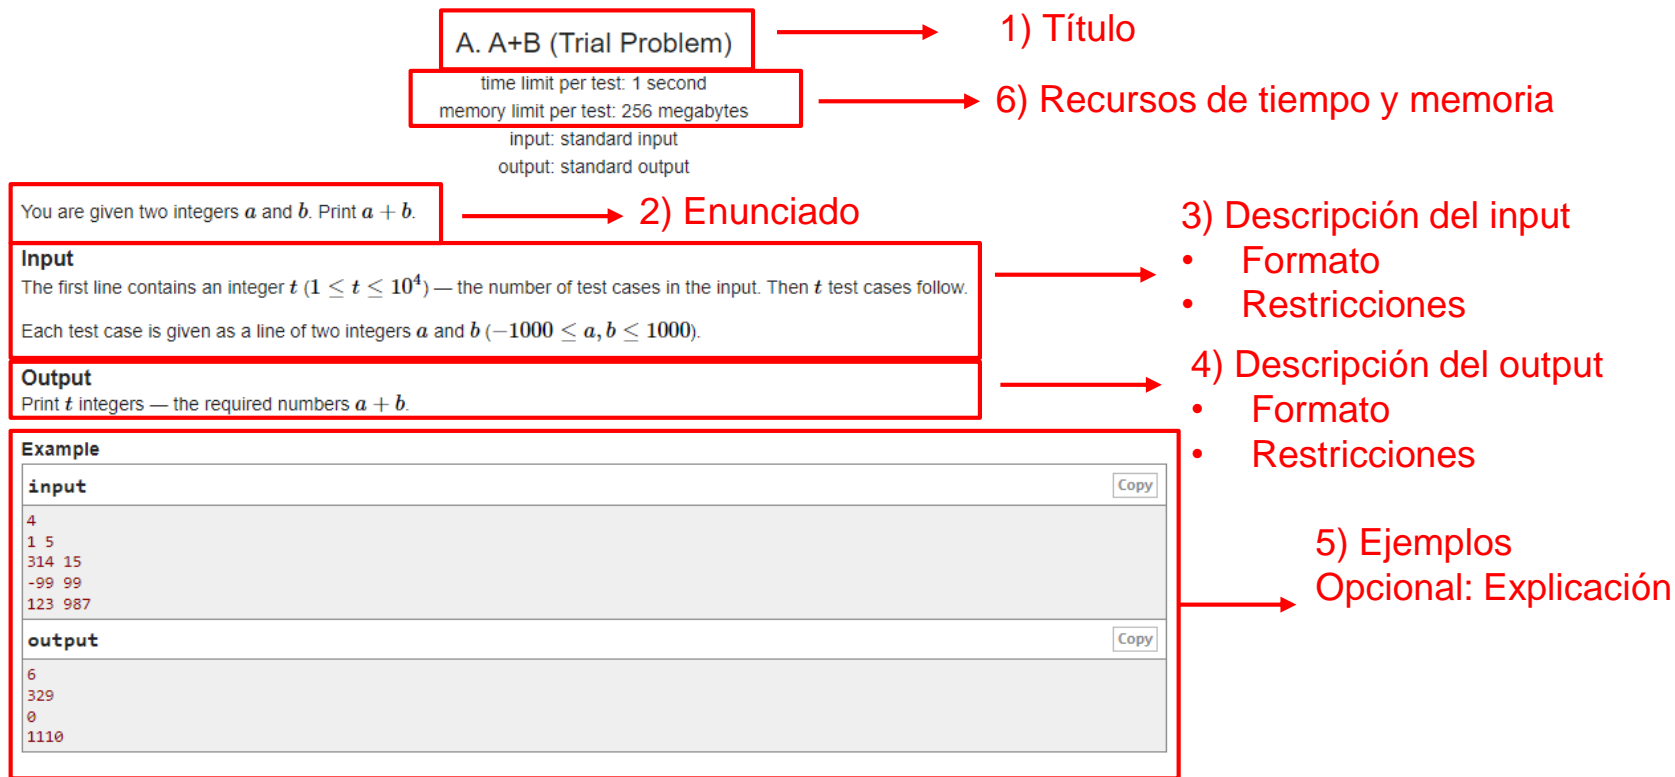 A. A+B (Trial Problem)
1) Título
time limit per test: 1 second
memory limit per test: 256 megabytes
6) Recursos de tiempo y memoria
input: standard input
output: standard output
You are given two integers a and b. Print a + b.
2) Enunciado
Input
The first line contains an integer t (1 ≤ t ≤ 10⁴) — the number of test cases in the input. Then t test cases follow.
Each test case is given as a line of two integers a and b (−1000 ≤ a, b ≤ 1000).
3) Descripción del input
• Formato
• Restricciones
Output
Print t integers — the required numbers a + b.
4) Descripción del output
• Formato
• Restricciones
Example
input
Copy
4
1 5
314 15
-99 99
123 987
output
Copy
6
329
0
1110
5) Ejemplos
Opcional: Explicación